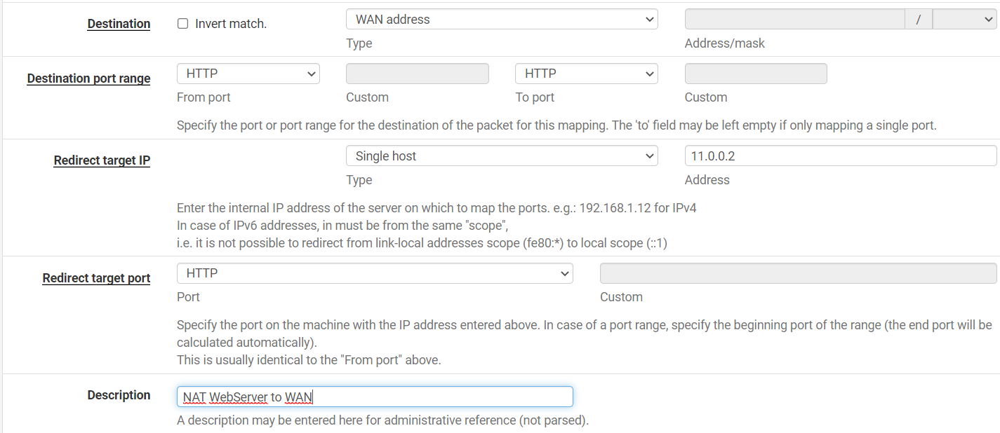 Destination Invert match. WAN address /
Type Address/mask
Destination port range HTTP HTTP
From port Custom To port Custom
Specify the port or port range for the destination of the packet for this mapping. The 'to' field may be left empty if only mapping a single port.
Redirect target IP Single host 11.0.0.2
Type Address
Enter the internal IP address of the server on which to map the ports. e.g.: 192.168.1.12 for IPv4
In case of IPv6 addresses, in must be from the same "scope",
i.e. it is not possible to redirect from link-local addresses scope (fe80:*) to local scope (::1)
Redirect target port HTTP
Port Custom
Specify the port on the machine with the IP address entered above. In case of a port range, specify the beginning port of the range (the end port will be
calculated automatically).
This is usually identical to the "From port" above.
Description NAT WebServer to WAN
A description may be entered here for administrative reference (not parsed).